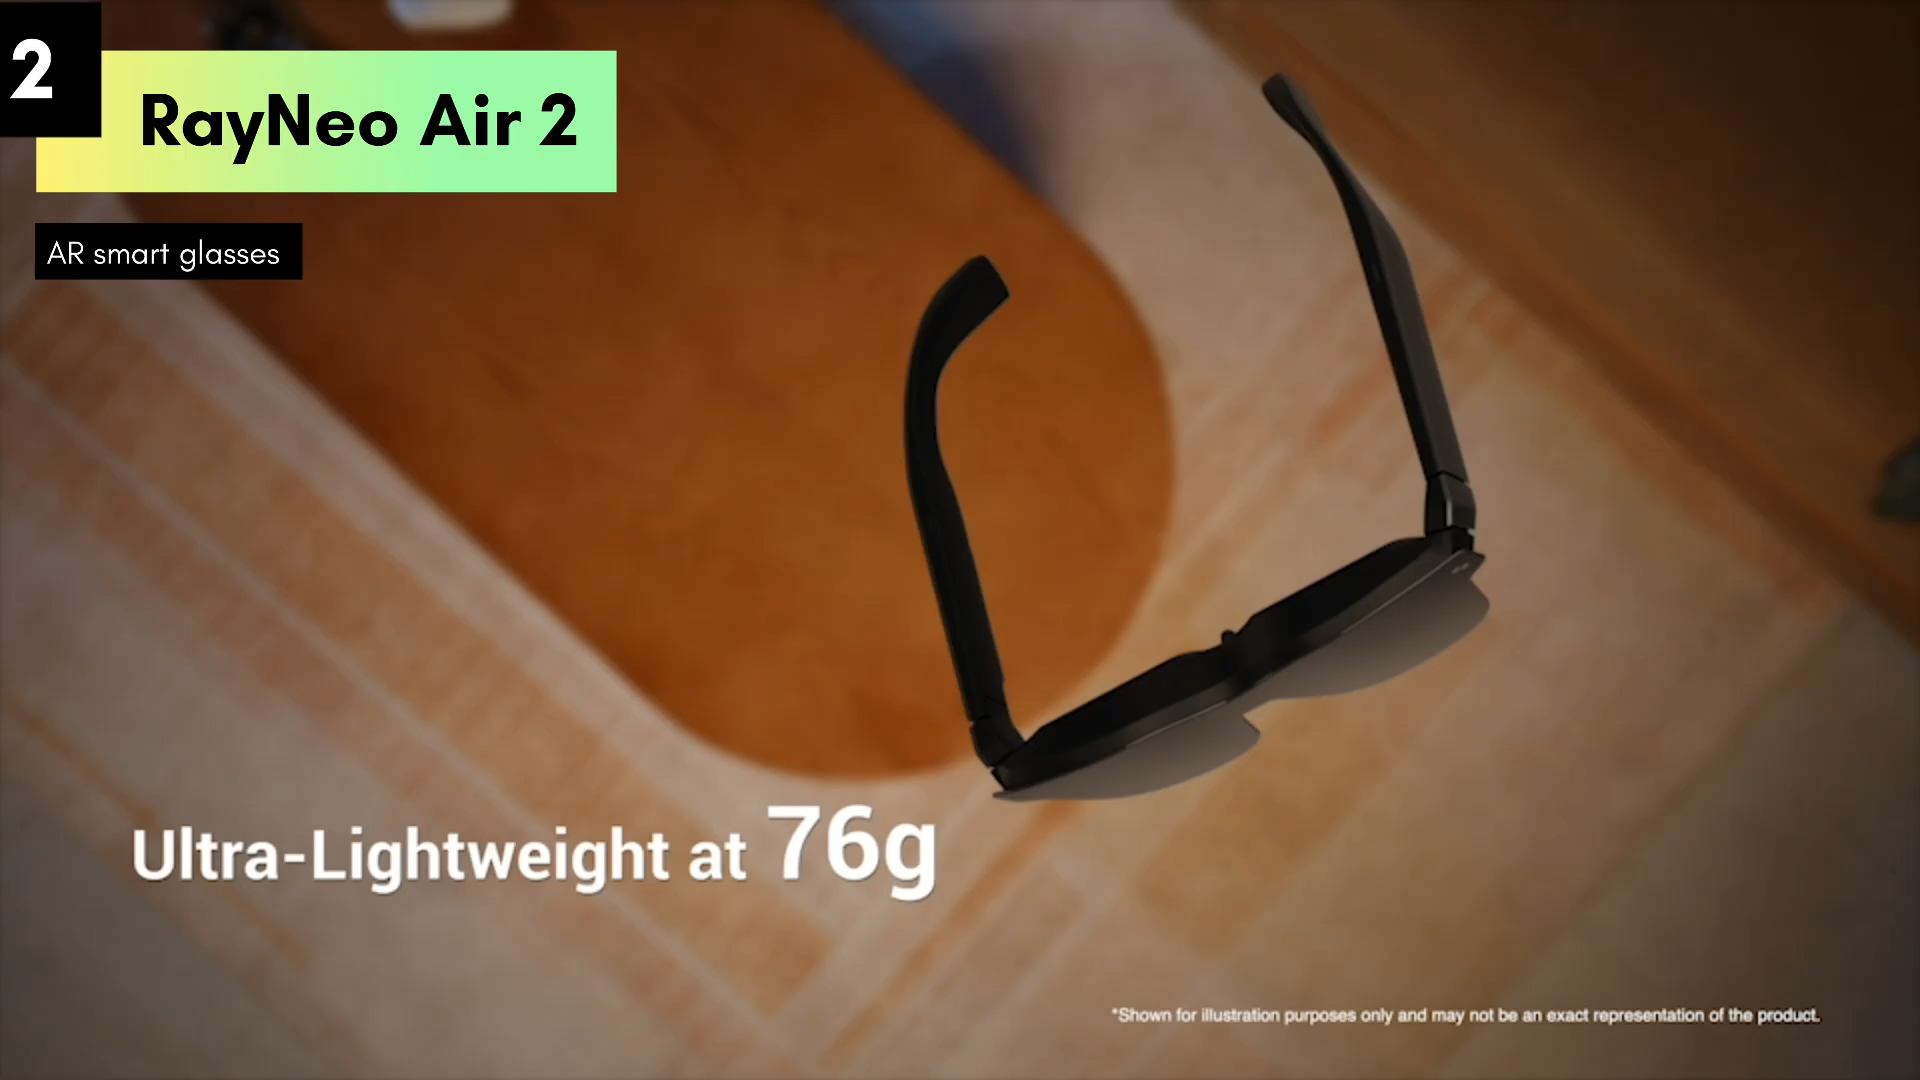 2
RayNeo Air 2
AR smart glasses
Ultra-Lightweight at 76g
*Shown for illustration purposes only and may not be an exact representation of the product.